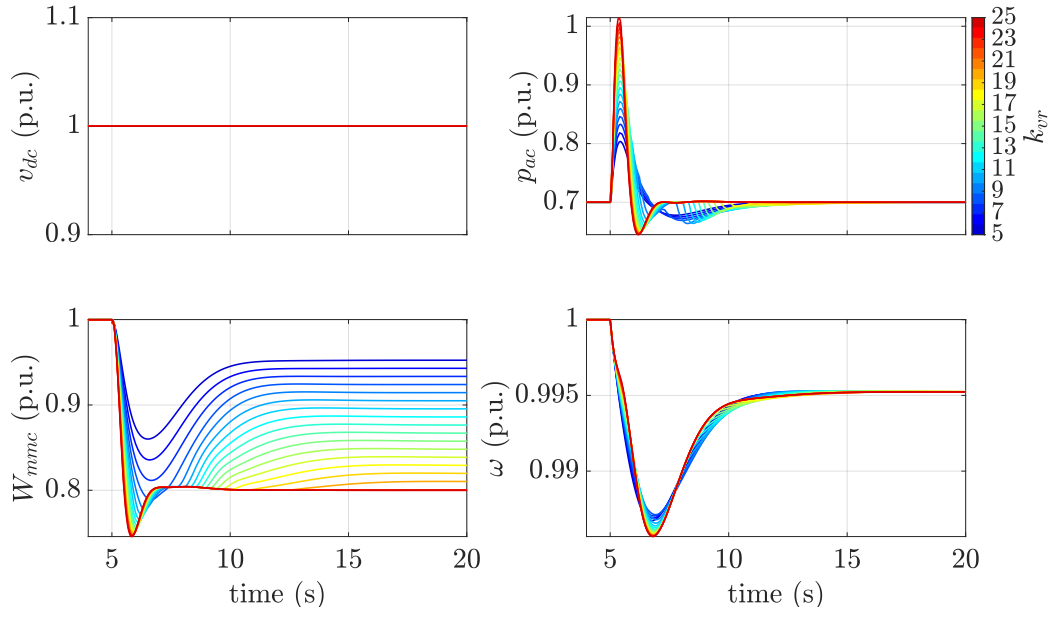 1.1
1
0.9
v_dc (p.u.)
1
0.9
0.8
0.7
p_ac (p.u.)
25
23
21
19
17
15
13
11
9
7
5
k_vr
1
0.9
0.8
W_mmc (p.u.)
5 10 15 20
time (s)
1
0.995
0.99
ω (p.u.)
5 10 15 20
time (s)